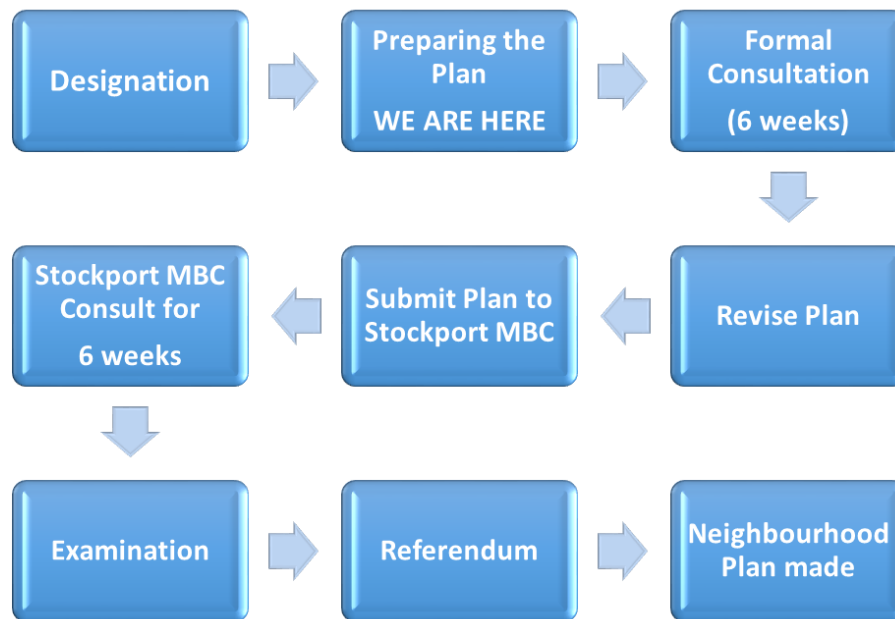 Designation
Preparing the
Plan
WE ARE HERE
Formal
Consultation
(6 weeks)
Revise Plan
Submit Plan to
Stockport MBC
Stockport MBC
Consult for
6 weeks
Examination
Referendum
Neighbourhood
Plan made